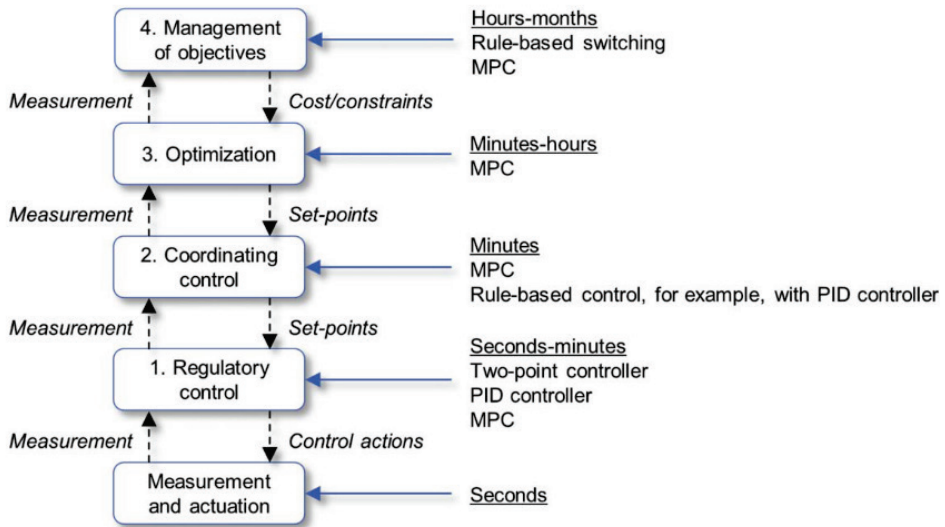 4. Management
of objectives
Hours-months
Rule-based switching
MPC
Measurement
Cost/constraints
3. Optimization
Minutes-hours
MPC
Measurement
Set-points
2. Coordinating
control
Minutes
MPC
Rule-based control, for example, with PID controller
Measurement
Set-points
1. Regulatory
control
Seconds-minutes
Two-point controller
PID controller
MPC
Measurement
Control actions
Measurement
and actuation
Seconds